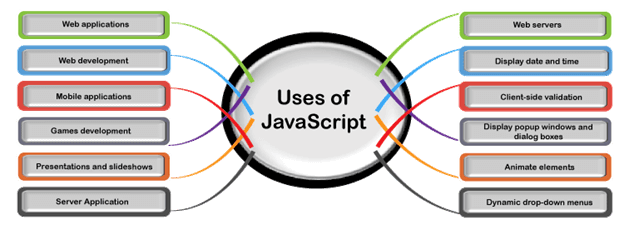 Web applications
Web development
Mobile applications
Games development
Presentations and slideshows
Server Application
Uses of
JavaScript
Web servers
Display date and time
Client-side validation
Display popup windows and
dialog boxes
Animate elements
Dynamic drop-down menus